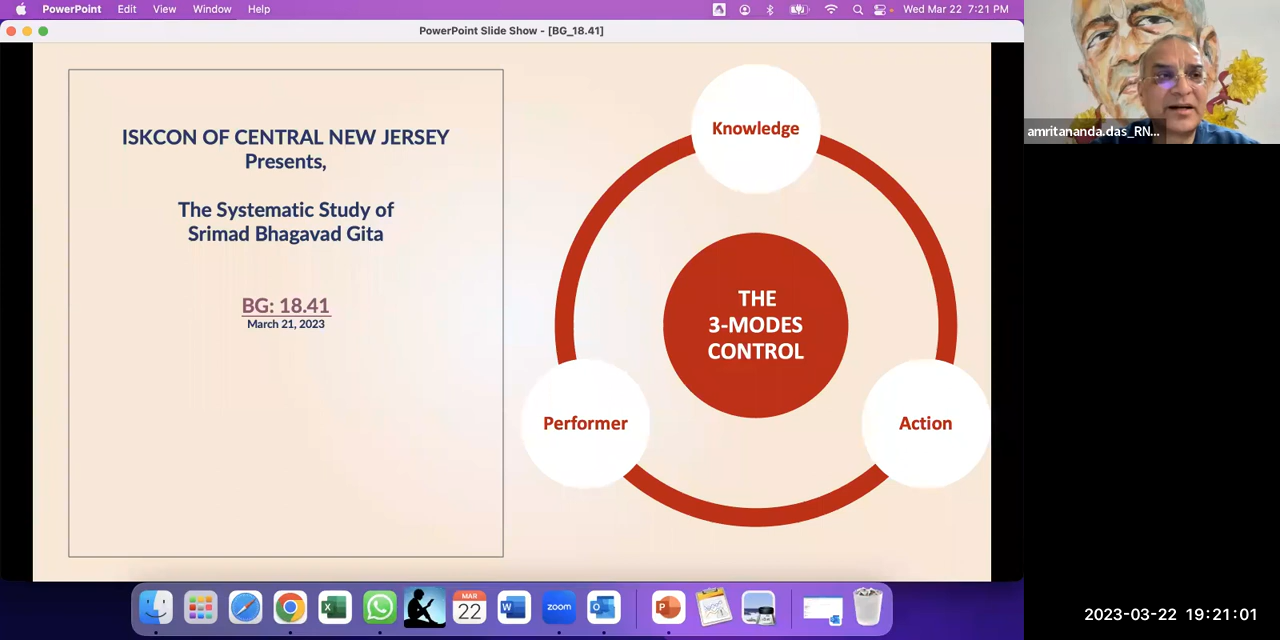 PowerPoint Edit View Window Help
Wed Mar 22 7:21 PM
PowerPoint Slide Show - [BG_18.41]
ISKCON OF CENTRAL NEW JERSEY
Presents,
The Systematic Study of
Srimad Bhagavad Gita
BG: 18.41
March 21, 2023
Knowledge
THE
3-MODES
CONTROL
Performer
Action
amritananda.das_RN...
MAR
22
zoom
2023-03-22 19:21:01